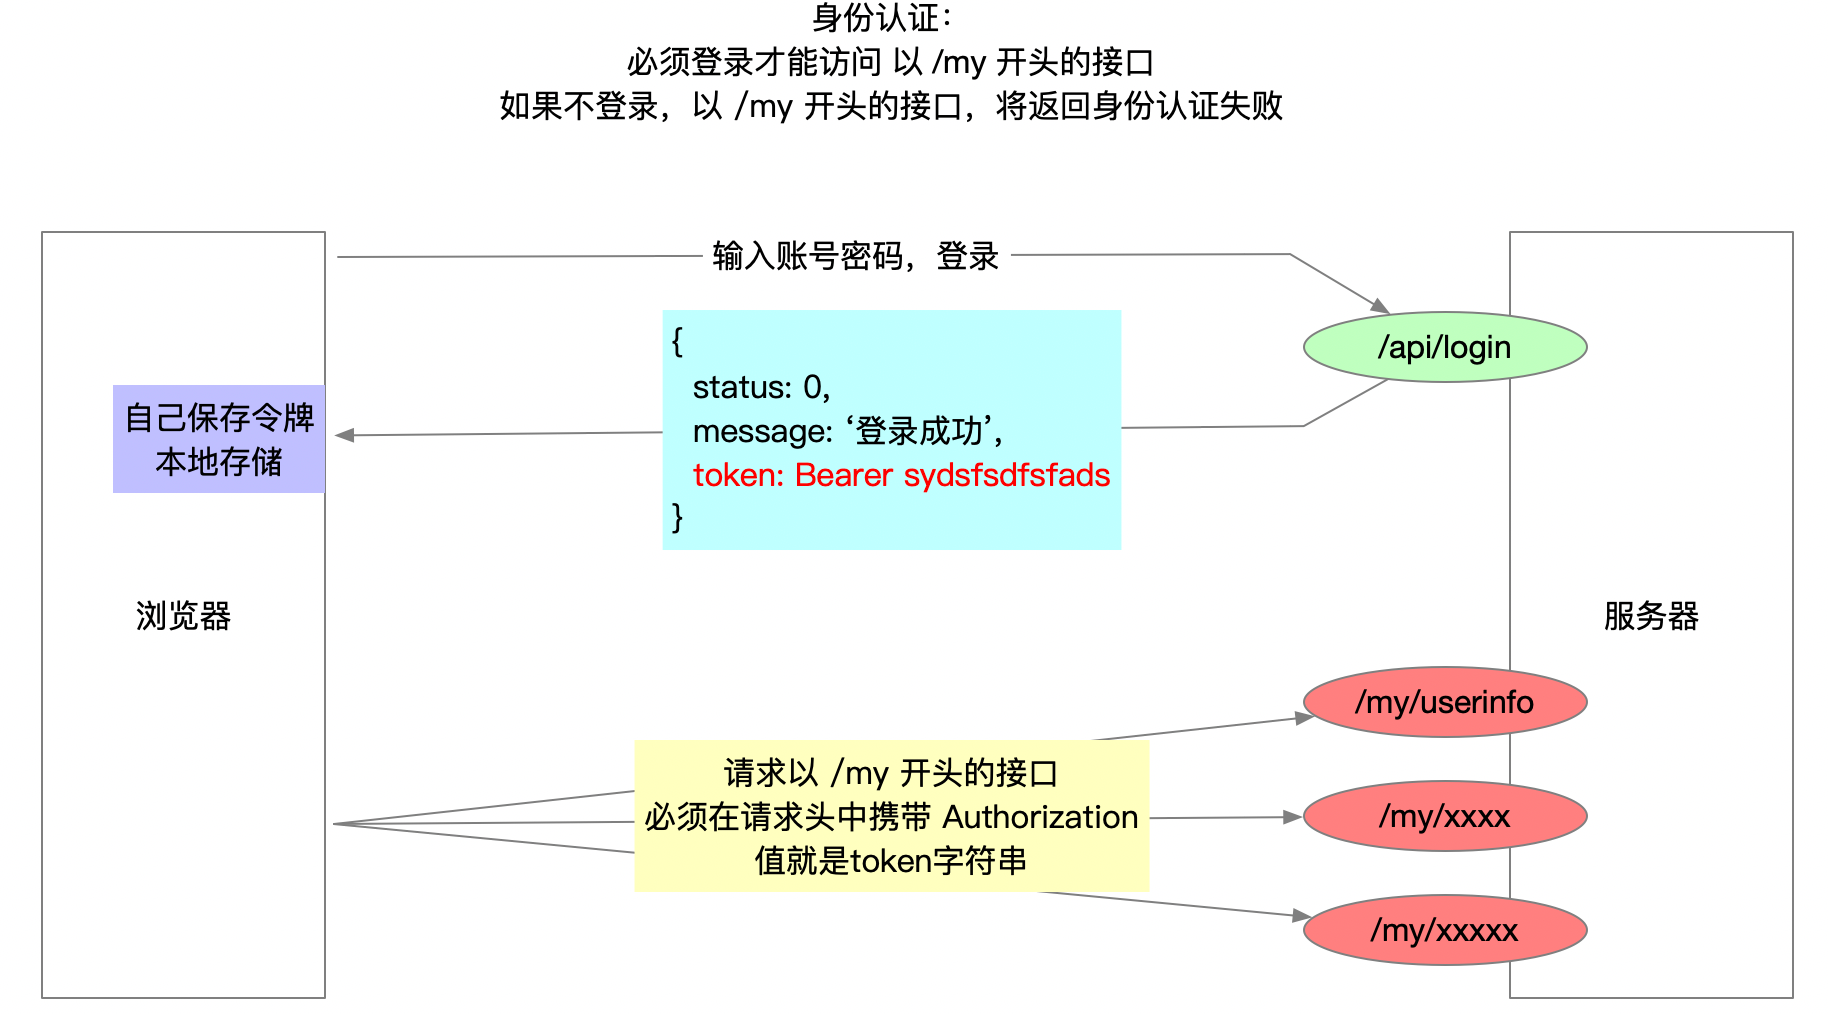 身份认证：
必须登录才能访问 以 /my 开头的接口
如果不登录，以 /my 开头的接口，将返回身份认证失败
输入账号密码，登录
/api/login
{
status: 0,
message: ‘登录成功’,
token: Bearer sydsfsdfsfads
}
自己保存令牌
本地存储
浏览器
服务器
/my/userinfo
请求以 /my 开头的接口
必须在请求头中携带 Authorization
值就是token字符串
/my/xxxx
/my/xxxxx